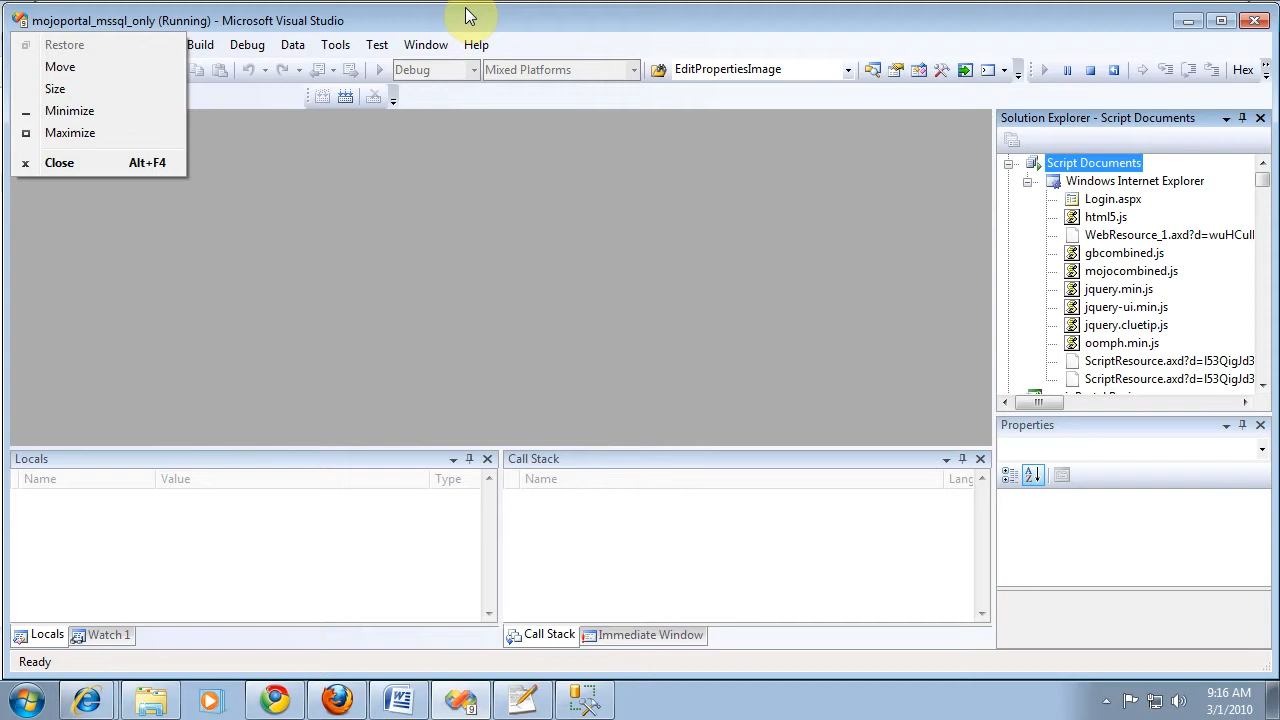 mojoportal_mssql_only (Running) - Microsoft Visual Studio
Build Debug Data Tools Test Window Help
Restore
Move
Size
Minimize
Maximize
Close Alt+F4
Debug Mixed Platforms EditPropertiesImage Hex
Solution Explorer - Script Documents
Script Documents
Windows Internet Explorer
Login.aspx
html5.js
WebResource_1.axd?d=wuHCuII
gbcombined.js
mojocombined.js
jquery.min.js
jquery-ui.min.js
jquery.cluetip.js
oomph.min.js
ScriptResource.axd?d=I53QigJd3
ScriptResource.axd?d=I53QigJd3
Properties
Locals
Name Value Type
Call Stack
Name Lang
Locals Watch 1
Call Stack Immediate Window
Ready
9:16 AM
3/1/2010